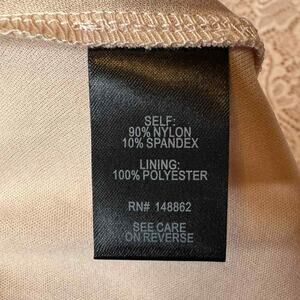 SELF:
90% NYLON
10% SPANDEX
LINING:
100% POLYESTER
RN# 148862
SEE CARE
ON REVERSE